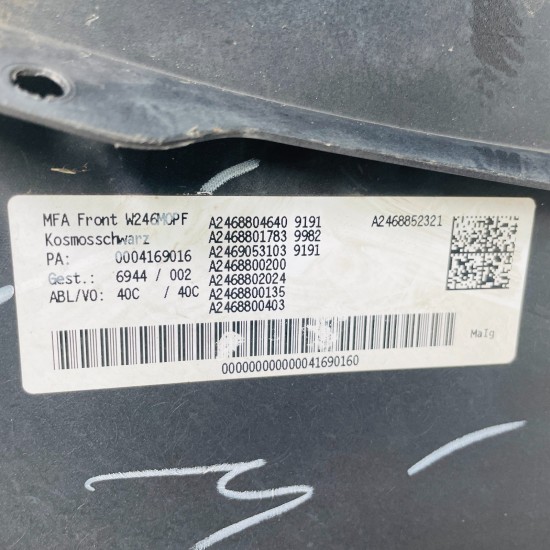 MFA Front W246MOPF A2468804640 9191 A2468852321
Kosmosschwarz A2468801783 9982
PA: 0004169016 A2469053103 9191
Gest.: 6944 / 002 A2468800200
A2468802024
ABL/VO: 40C / 40C A2468800135
A2468800403
Malg
000000000000041690160